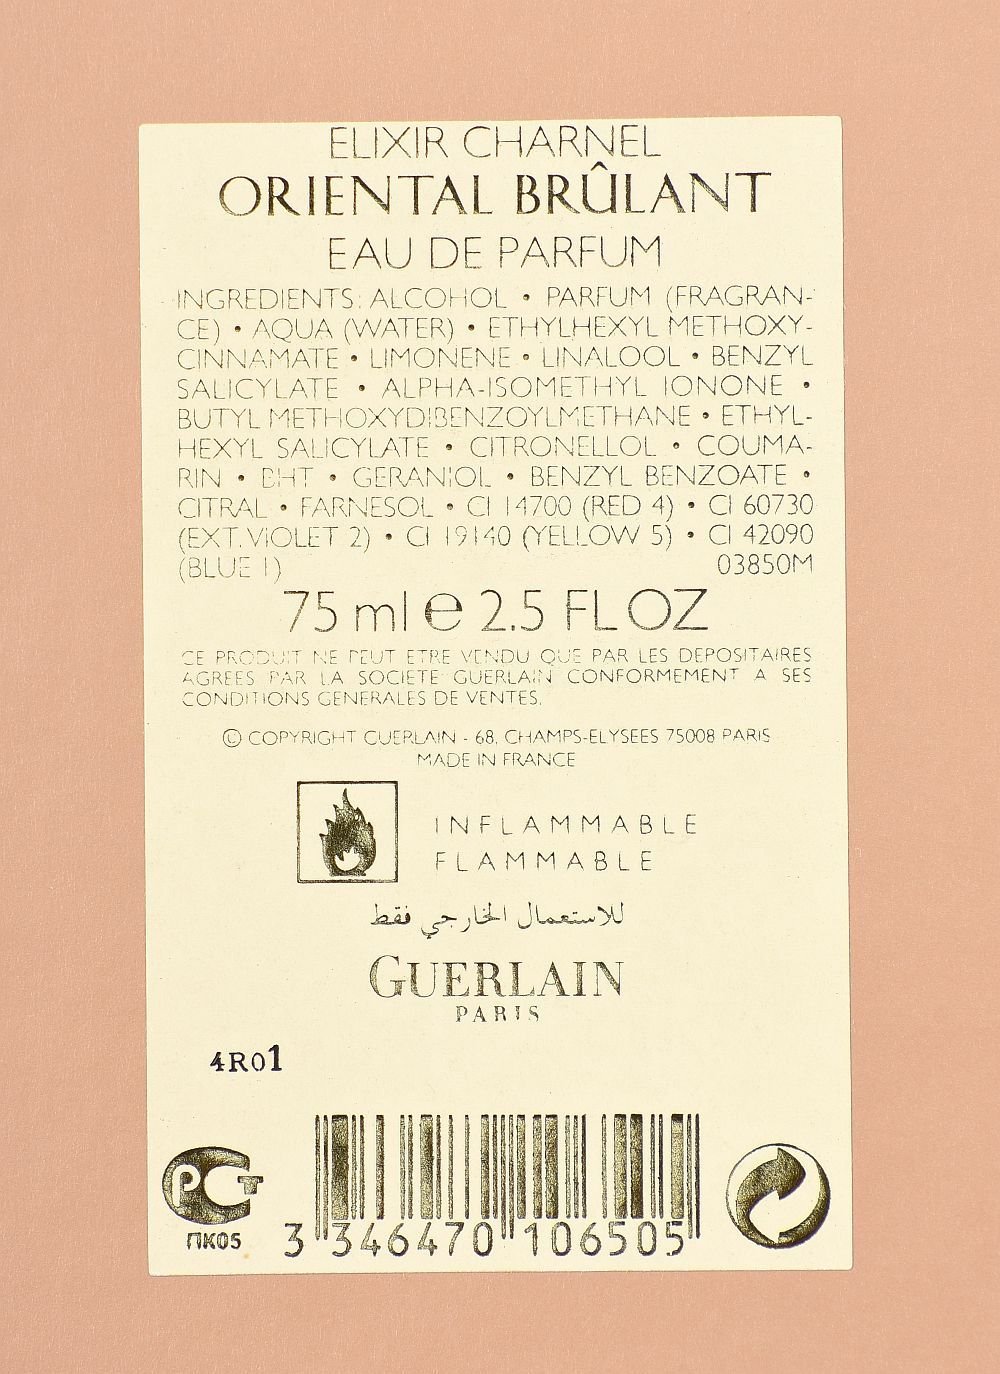 ELIXIR CHARNEL
ORIENTAL BRÛLANT
EAU DE PARFUM
INGREDIENTS: ALCOHOL • PARFUM (FRAGRAN-
CE) • AQUA (WATER) • ETHYLHEXYL METHOXY-
CINNAMATE • LIMONENE • LINALOOL • BENZYL
SALICYLATE • ALPHA-ISOMETHYL IONONE •
BUTYL METHOXYDIBENZOYLMETHANE • ETHYL-
HEXYL SALICYLATE • CITRONELLOL • COUMA-
RIN • BHT • GERANIOL • BENZYL BENZOATE •
CITRAL • FARNESOL • CI 14700 (RED 4) • CI 60730
(EXT. VIOLET 2) • CI 19140 (YELLOW 5) • CI 42090
(BLUE 1) 03850M
75 ml ℮ 2.5 FL OZ
CE PRODUIT NE PEUT ETRE VENDU QUE PAR LES DEPOSITAIRES
AGREES PAR LA SOCIETE GUERLAIN CONFORMEMENT A SES
CONDITIONS GENERALES DE VENTES.
© COPYRIGHT GUERLAIN - 68, CHAMPS-ELYSEES 75008 PARIS
MADE IN FRANCE
INFLAMMABLE
FLAMMABLE
للاستعمال الخارجي فقط
GUERLAIN
PARIS
4R01
РСТ
ПК05
3 346470 106505